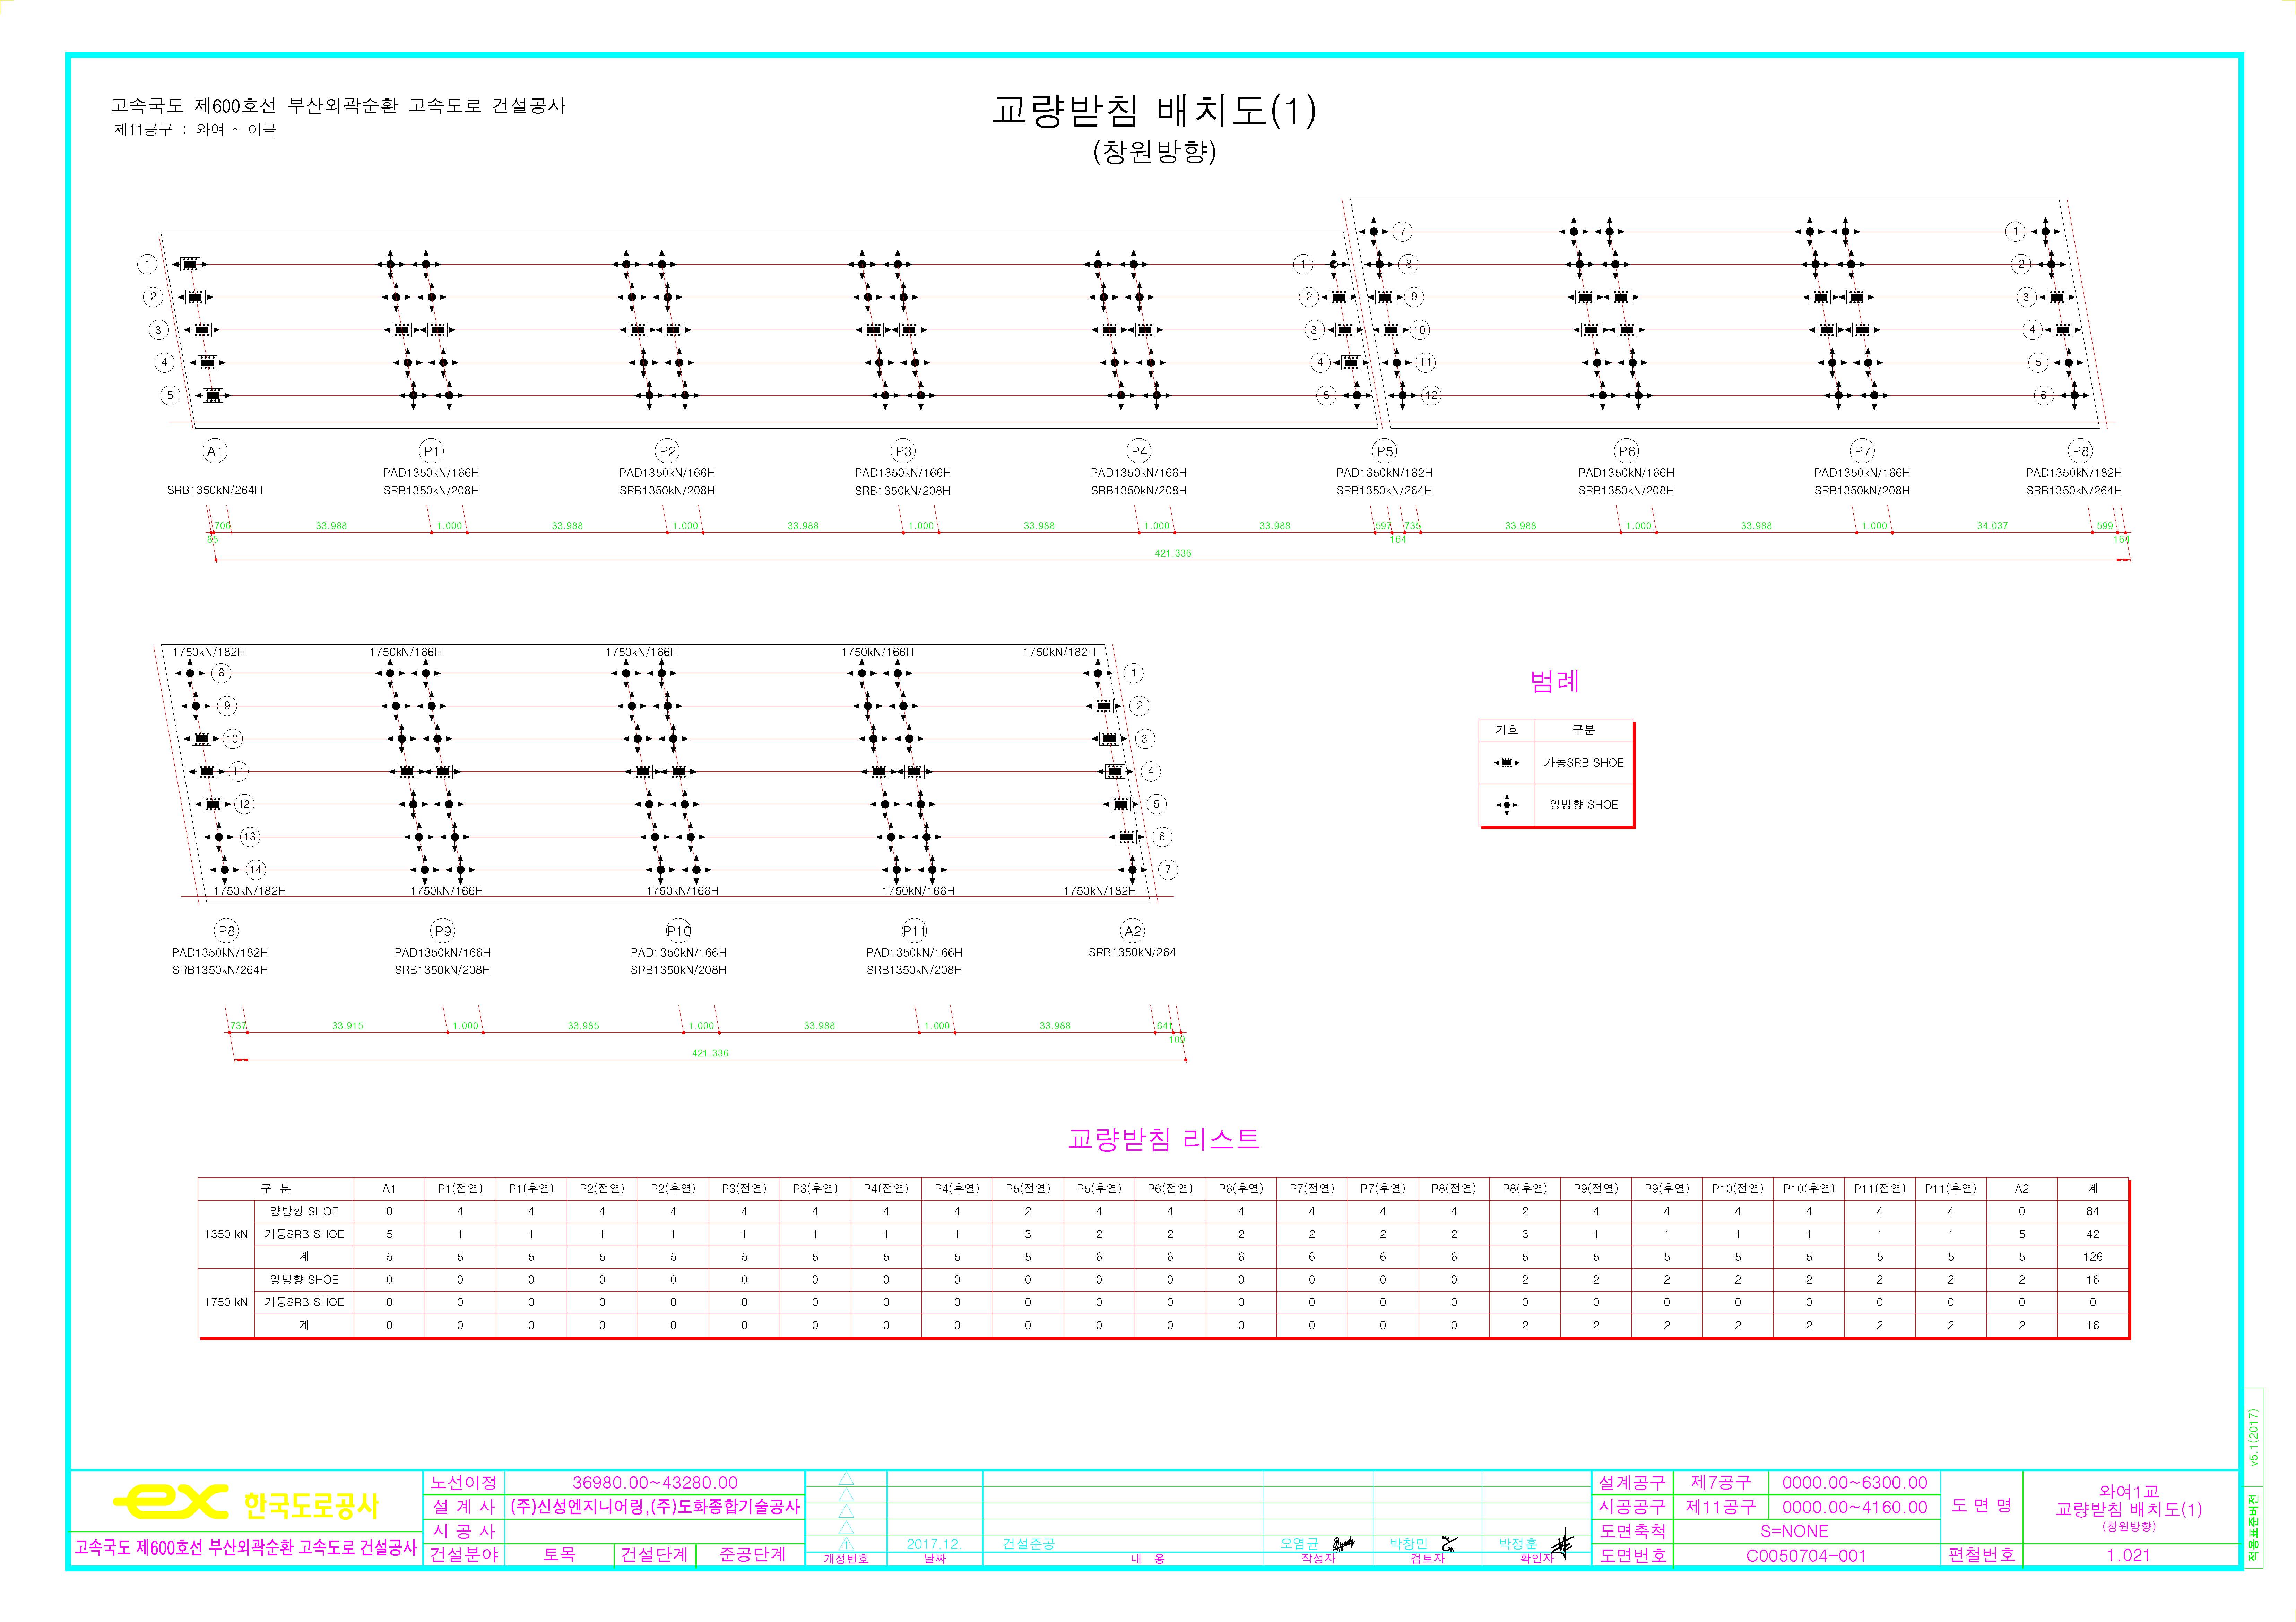 고속국도 제600호선 부산외곽순환 고속도로 건설공사
제11공구 : 와여 ~ 이곡
교량받침 배치도(1)
(창원방향)
7 1
1 1 8 2
2 2 9 3
3 3 10 4
4 4 11 5
5 5 12 6
A1 P1 P2 P3 P4 P5 P6 P7 P8
PAD1350kN/166H PAD1350kN/166H PAD1350kN/166H PAD1350kN/166H PAD1350kN/182H PAD1350kN/166H PAD1350kN/166H PAD1350kN/182H
SRB1350kN/264H SRB1350kN/208H SRB1350kN/208H SRB1350kN/208H SRB1350kN/208H SRB1350kN/264H SRB1350kN/208H SRB1350kN/208H SRB1350kN/264H
706 33.988 1.000 33.988 1.000 33.988 1.000 33.988 1.000 33.988 597 735 33.988 1.000 33.988 1.000 34.037 599
85 164 164
421.336
1750kN/182H 1750kN/166H 1750kN/166H 1750kN/166H 1750kN/182H
8 1
9 2
10 3
11 4
12 5
13 6
14 7
1750kN/182H 1750kN/166H 1750kN/166H 1750kN/166H 1750kN/182H
P8 P9 P10 P11 A2
PAD1350kN/182H PAD1350kN/166H PAD1350kN/166H PAD1350kN/166H SRB1350kN/264
SRB1350kN/264H SRB1350kN/208H SRB1350kN/208H SRB1350kN/208H
737 33.915 1.000 33.985 1.000 33.988 1.000 33.988 641
109
421.336
범례
기호 구분
가동SRB SHOE
양방향 SHOE
교량받침 리스트
구 분 A1 P1(전열) P1(후열) P2(전열) P2(후열) P3(전열) P3(후열) P4(전열) P4(후열) P5(전열) P5(후열) P6(전열) P6(후열) P7(전열) P7(후열) P8(전열) P8(후열) P9(전열) P9(후열) P10(전열) P10(후열) P11(전열) P11(후열) A2 계
1350 kN 양방향 SHOE 0 4 4 4 4 4 4 4 4 2 4 4 4 4 4 4 2 4 4 4 4 4 4 0 84
가동SRB SHOE 5 1 1 1 1 1 1 1 1 3 2 2 2 2 2 2 3 1 1 1 1 1 1 5 42
계 5 5 5 5 5 5 5 5 5 5 6 6 6 6 6 6 5 5 5 5 5 5 5 5 126
1750 kN 양방향 SHOE 0 0 0 0 0 0 0 0 0 0 0 0 0 0 0 0 2 2 2 2 2 2 2 2 16
가동SRB SHOE 0 0 0 0 0 0 0 0 0 0 0 0 0 0 0 0 0 0 0 0 0 0 0 0 0
계 0 0 0 0 0 0 0 0 0 0 0 0 0 0 0 0 2 2 2 2 2 2 2 2 16
ex 한국도로공사
고속국도 제600호선 부산외곽순환 고속도로 건설공사
노선이정 36980.00~43280.00
설 계 사 (주)신성엔지니어링,(주)도화종합기술공사
시 공 사
건설분야 토목 건설단계 준공단계
1 2017.12. 건설준공 오염균 박창민 박정훈
개정번호 날짜 내 용 작성자 검토자 확인자
설계공구 제7공구 0000.00~6300.00
시공공구 제11공구 0000.00~4160.00
도면축척 S=NONE
도면번호 C0050704-001
도 면 명 와여1교
교량받침 배치도(1)
(창원방향)
편철번호 1.021
v5.1(2017)
적용표준버전